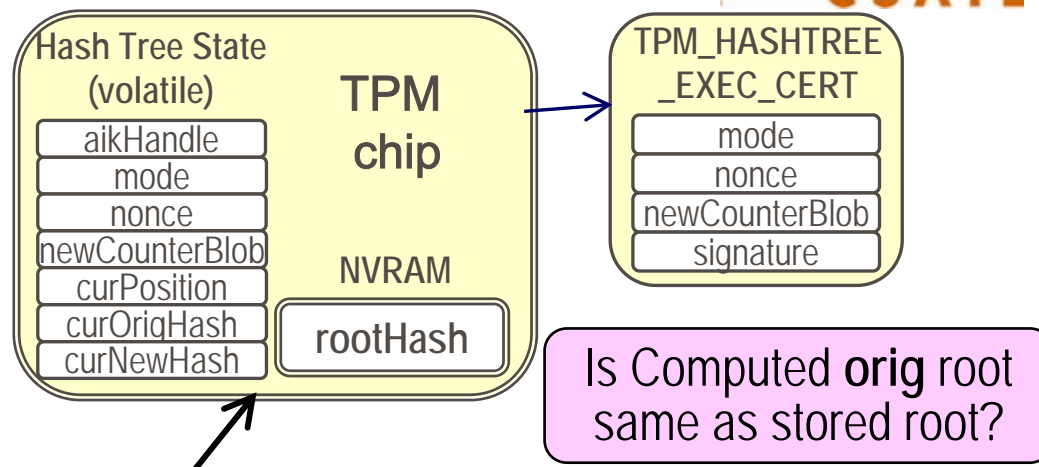 Hash Tree State
(volatile)
aikHandle
mode
nonce
newCounterBlob
curPosition
curOrigHash
curNewHash
TPM
chip
NVRAM
rootHash
TPM_HASHTREE
_EXEC_CERT
mode
nonce
newCounterBlob
signature
Is Computed orig root
same as stored root?